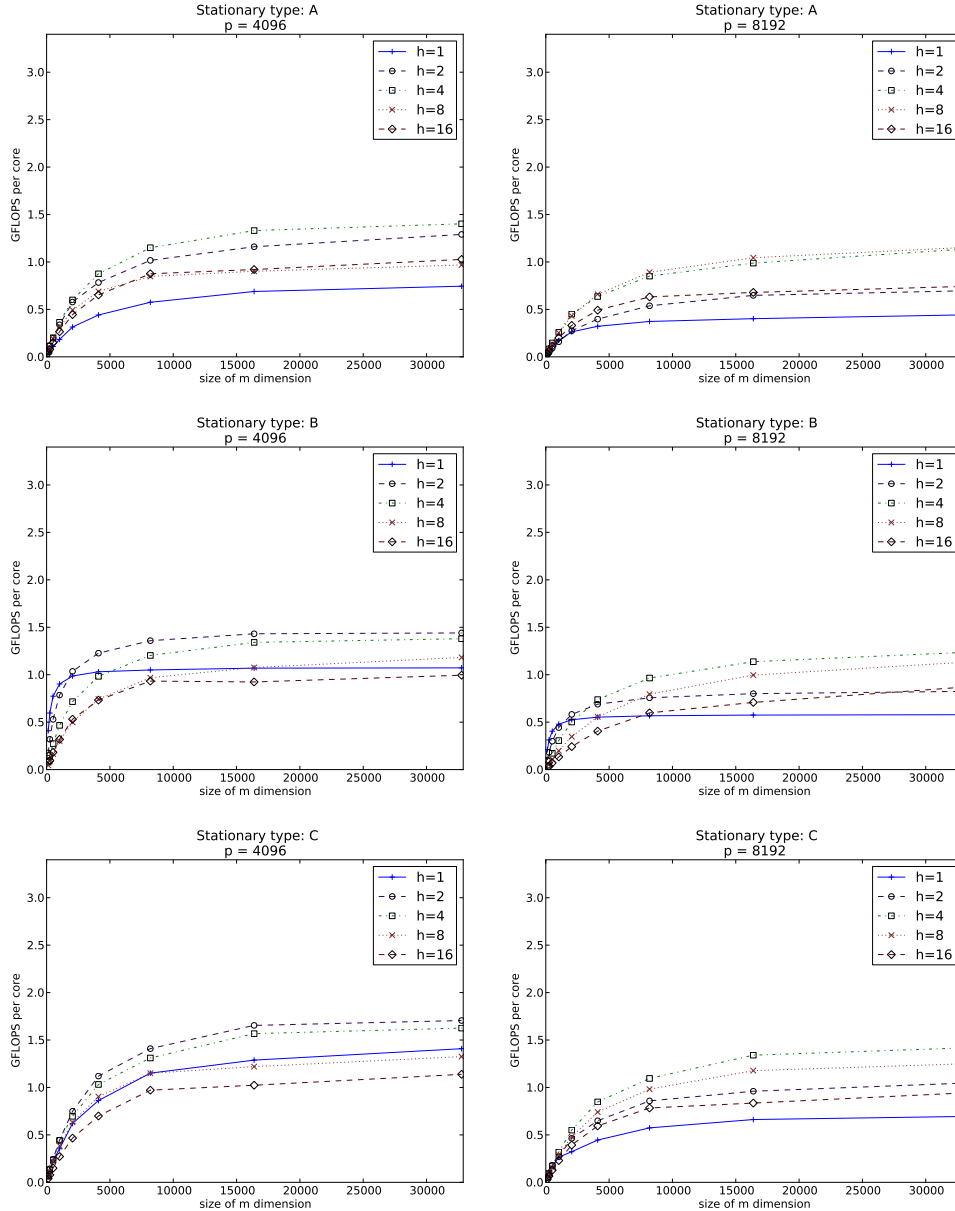 Stationary type: A
p = 4096
GFLOPS per core
3.0
2.5
2.0
1.5
1.0
0.5
0.0
h=1
h=2
h=4
h=8
h=16
0 5000 10000 15000 20000 25000 30000
size of m dimension
Stationary type: A
p = 8192
GFLOPS per core
3.0
2.5
2.0
1.5
1.0
0.5
0.0
h=1
h=2
h=4
h=8
h=16
0 5000 10000 15000 20000 25000 30000
size of m dimension
Stationary type: B
p = 4096
GFLOPS per core
3.0
2.5
2.0
1.5
1.0
0.5
0.0
h=1
h=2
h=4
h=8
h=16
0 5000 10000 15000 20000 25000 30000
size of m dimension
Stationary type: B
p = 8192
GFLOPS per core
3.0
2.5
2.0
1.5
1.0
0.5
0.0
h=1
h=2
h=4
h=8
h=16
0 5000 10000 15000 20000 25000 30000
size of m dimension
Stationary type: C
p = 4096
GFLOPS per core
3.0
2.5
2.0
1.5
1.0
0.5
0.0
h=1
h=2
h=4
h=8
h=16
0 5000 10000 15000 20000 25000 30000
size of m dimension
Stationary type: C
p = 8192
GFLOPS per core
3.0
2.5
2.0
1.5
1.0
0.5
0.0
h=1
h=2
h=4
h=8
h=16
0 5000 10000 15000 20000 25000 30000
size of m dimension